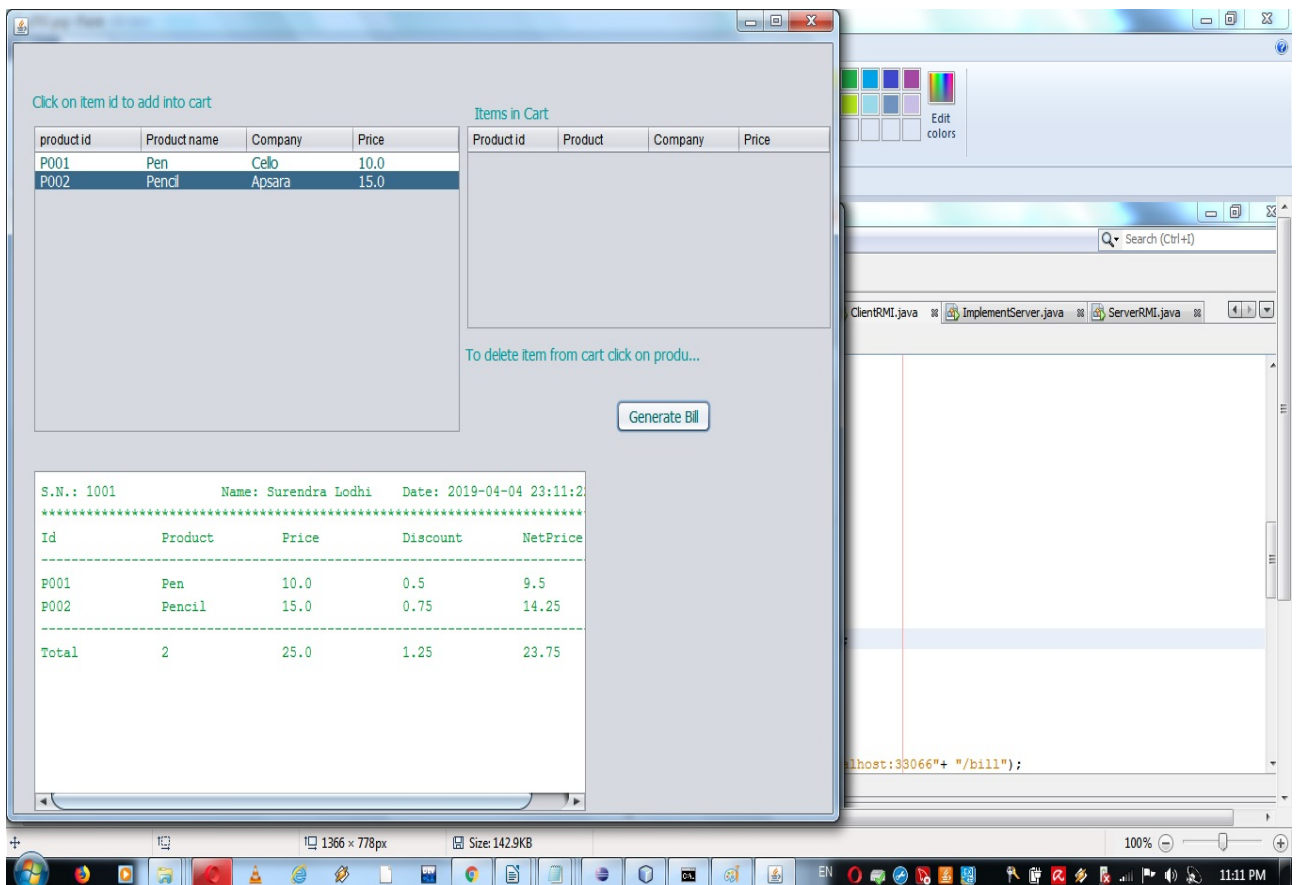 Click on item id to add into cart
product id Product name Company Price
P001 Pen Cello 10.0
P002 Pencil Apsara 15.0
Items in Cart
Product id Product Company Price
To delete item from cart click on produ...
Generate Bill
S.N.: 1001 Name: Surendra Lodhi Date: 2019-04-04 23:11:22
************************************************************************
Id Product Price Discount NetPrice
------------------------------------------------------------------------
P001 Pen 10.0 0.5 9.5
P002 Pencil 15.0 0.75 14.25
------------------------------------------------------------------------
Total 2 25.0 1.25 23.75
Edit
colors
Search (Ctrl+I)
ClientRMI.java ImplementServer.java ServerRMI.java
;
lhost:33066"+ "/bill");
1366 × 778px Size: 142.9KB 100%
EN 11:11 PM